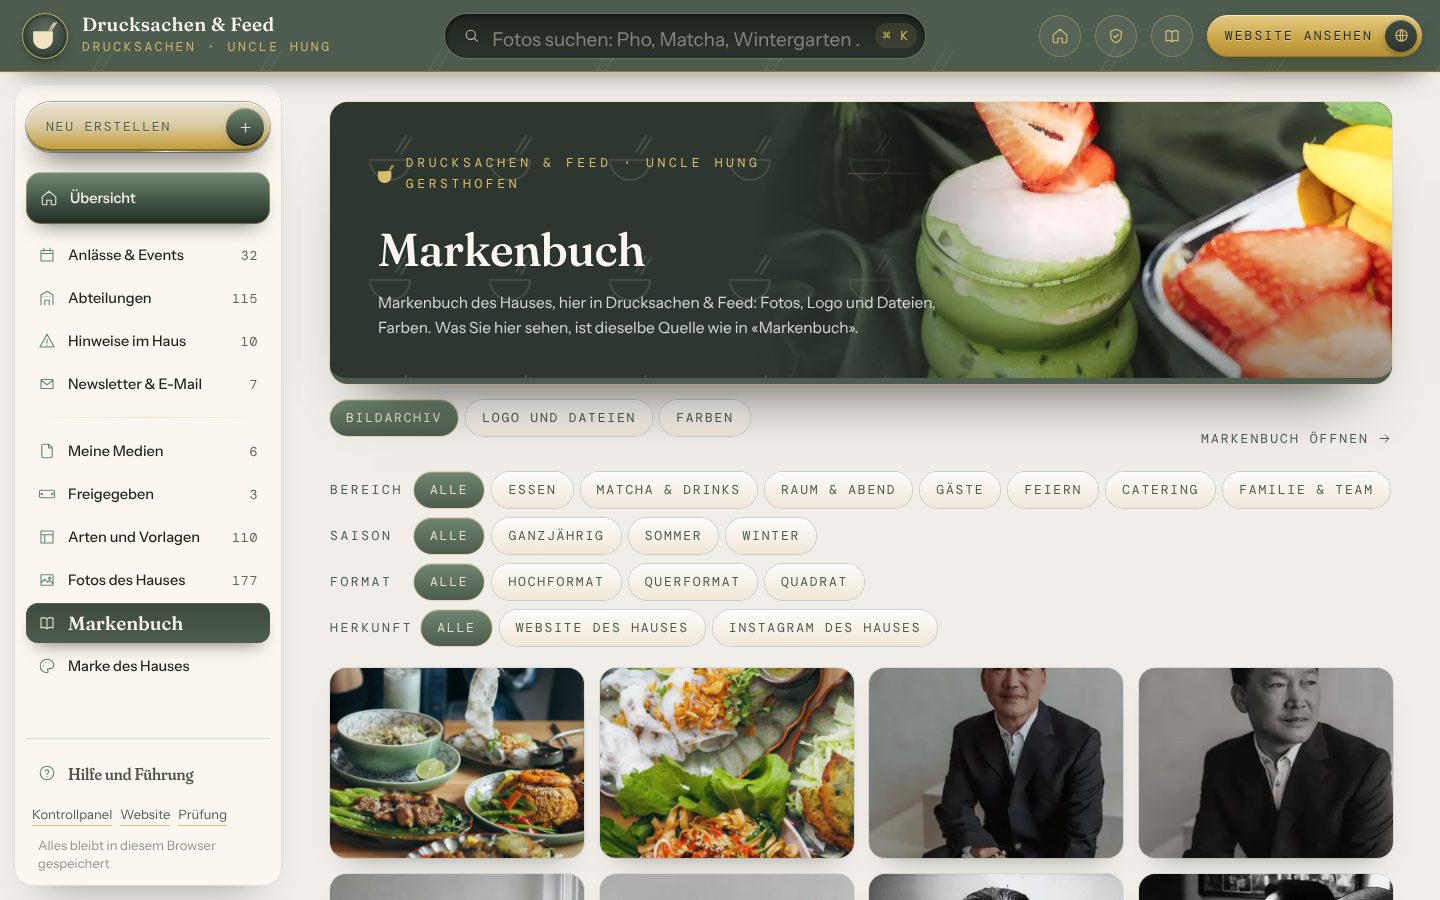 Drucksachen & Feed
DRUCKSACHEN · UNCLE HUNG
Fotos suchen: Pho, Matcha, Wintergarten .
⌘ K
WEBSITE ANSEHEN
NEU ERSTELLEN
Übersicht
Anlässe & Events 32
Abteilungen 115
Hinweise im Haus 10
Newsletter & E-Mail 7
Meine Medien 6
Freigegeben 3
Arten und Vorlagen 110
Fotos des Hauses 177
Markenbuch
Marke des Hauses
Hilfe und Führung
Kontrollpanel Website Prüfung
Alles bleibt in diesem Browser
gespeichert
DRUCKSACHEN & FEED · UNCLE HUNG
GERSTHOFEN
Markenbuch
Markenbuch des Hauses, hier in Drucksachen & Feed: Fotos, Logo und Dateien,
Farben. Was Sie hier sehen, ist dieselbe Quelle wie in «Markenbuch».
BILDARCHIV LOGO UND DATEIEN FARBEN
MARKENBUCH ÖFFNEN →
BEREICH ALLE ESSEN MATCHA & DRINKS RAUM & ABEND GÄSTE FEIERN CATERING FAMILIE & TEAM
SAISON ALLE GANZJÄHRIG SOMMER WINTER
FORMAT ALLE HOCHFORMAT QUERFORMAT QUADRAT
HERKUNFT ALLE WEBSITE DES HAUSES INSTAGRAM DES HAUSES